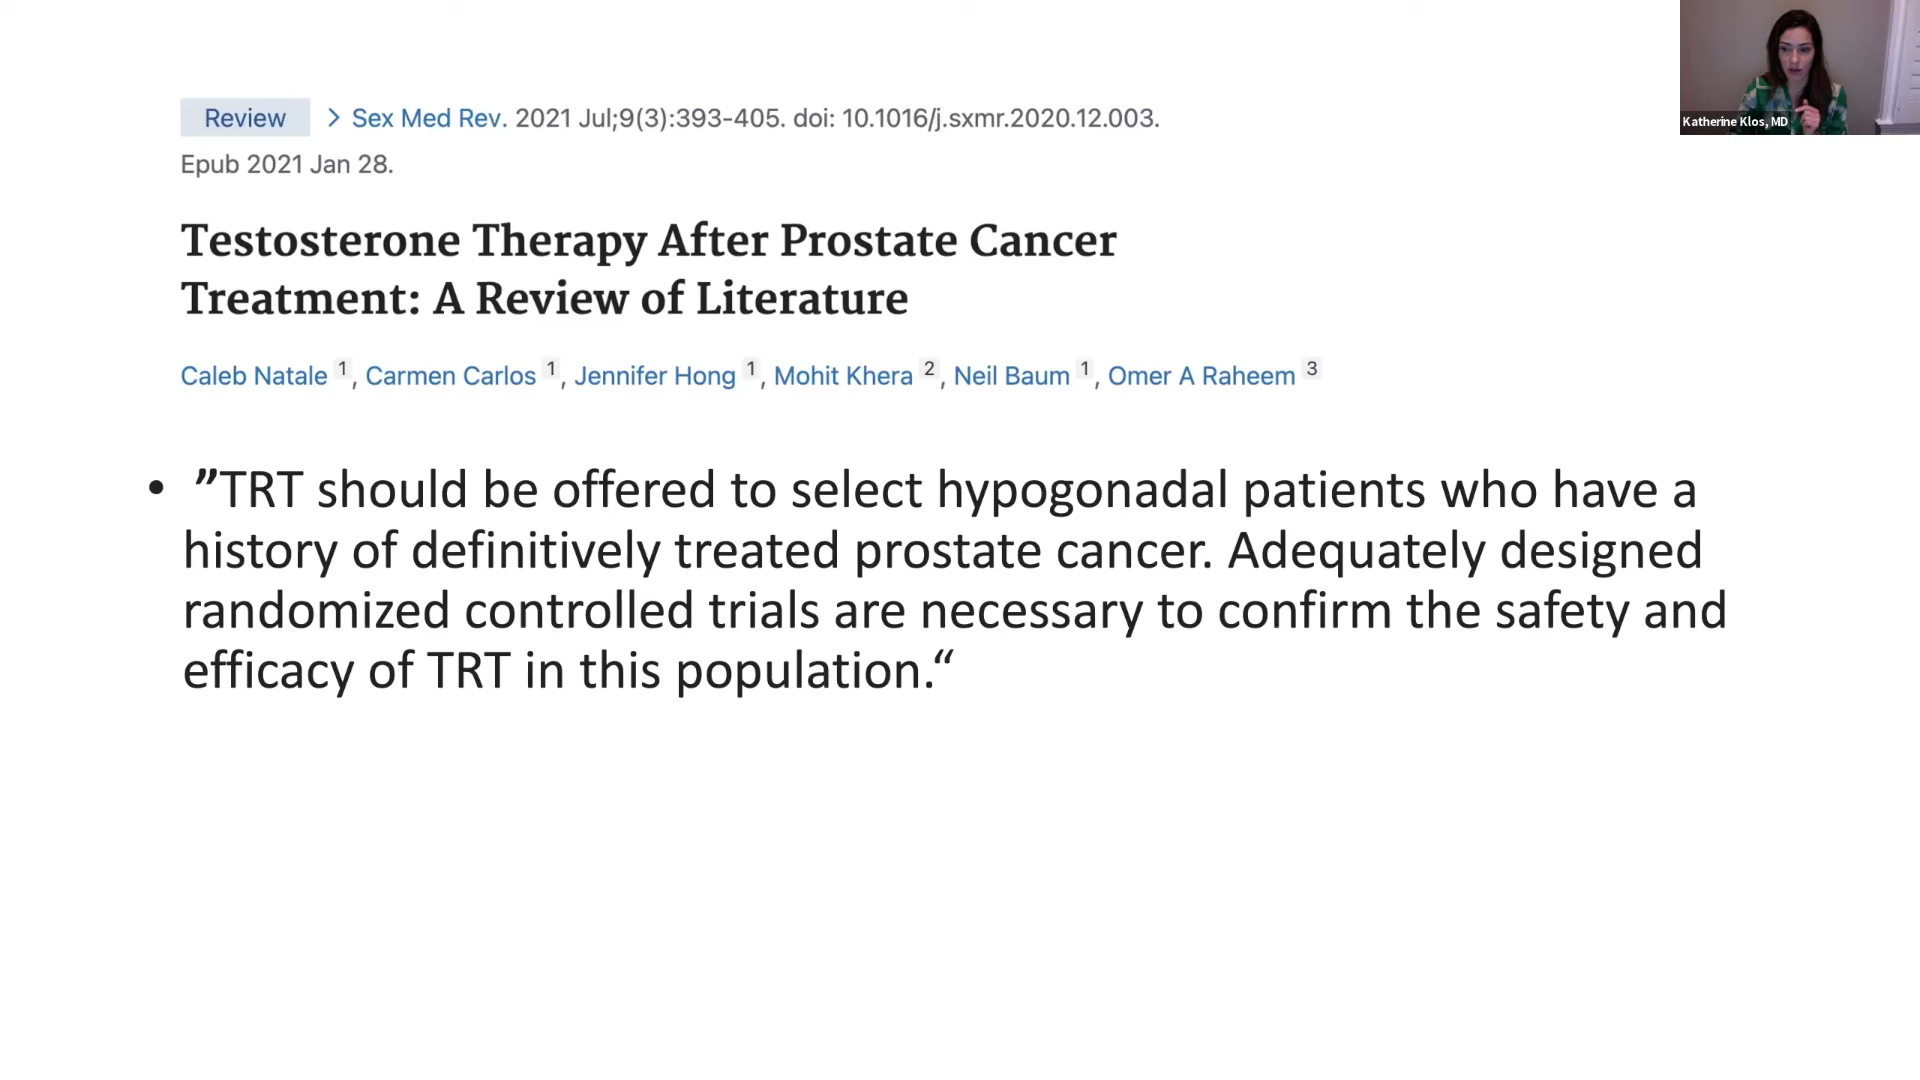 Review > Sex Med Rev. 2021 Jul;9(3):393-405. doi: 10.1016/j.sxmr.2020.12.003.
Epub 2021 Jan 28.
Testosterone Therapy After Prostate Cancer
Treatment: A Review of Literature
Caleb Natale 1, Carmen Carlos 1, Jennifer Hong 1, Mohit Khera 2, Neil Baum 1, Omer A Raheem 3
• ”TRT should be offered to select hypogonadal patients who have a
history of definitively treated prostate cancer. Adequately designed
randomized controlled trials are necessary to confirm the safety and
efficacy of TRT in this population.“
Katherine Klos, MD